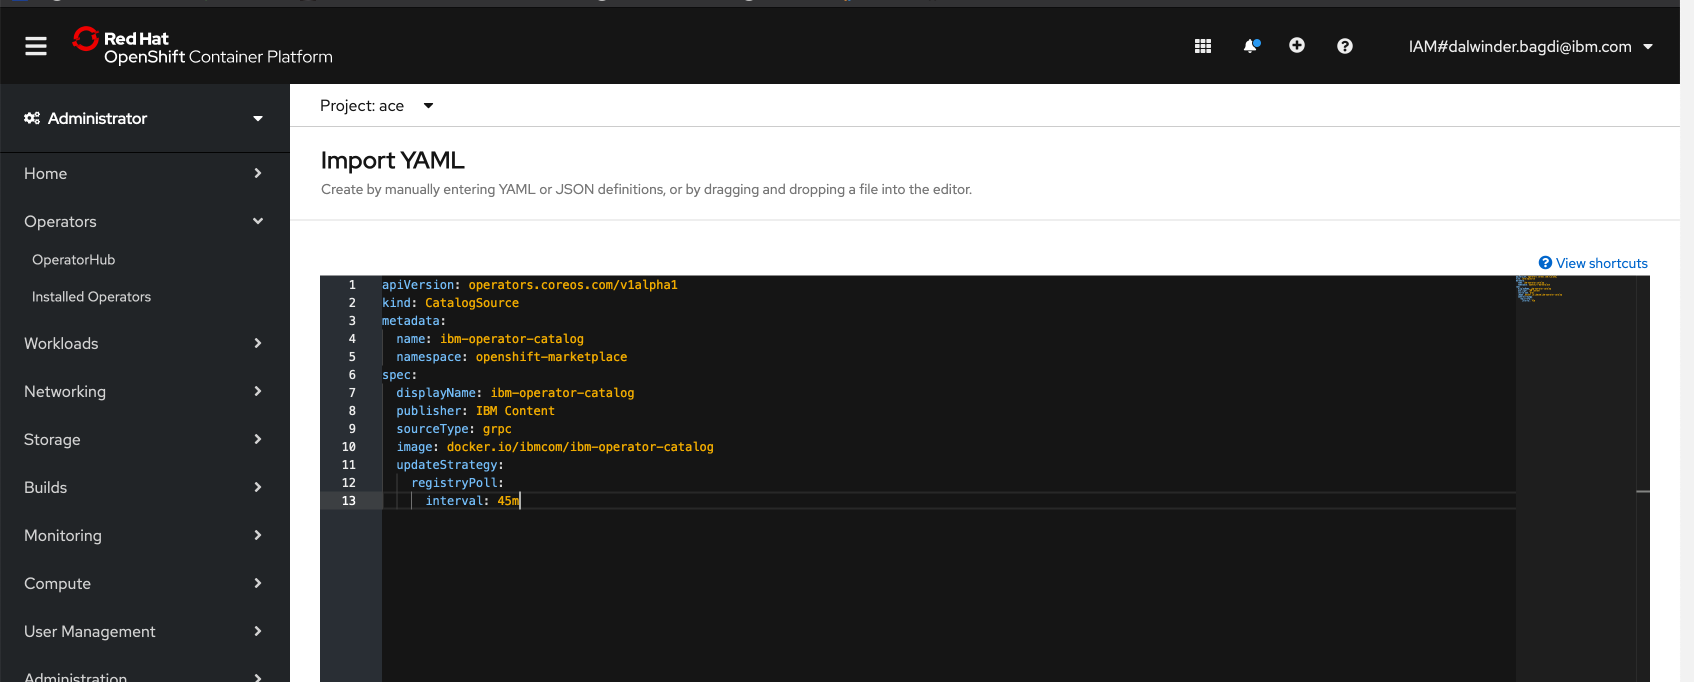 Red Hat
OpenShift Container Platform
IAM#dalwinder.bagdi@ibm.com
Administrator
Home
Operators
OperatorHub
Installed Operators
Workloads
Networking
Storage
Builds
Monitoring
Compute
User Management
Administration
Project: ace
Import YAML
Create by manually entering YAML or JSON definitions, or by dragging and dropping a file into the editor.
View shortcuts
1 apiVersion: operators.coreos.com/v1alpha1
2 kind: CatalogSource
3 metadata:
4 name: ibm-operator-catalog
5 namespace: openshift-marketplace
6 spec:
7 displayName: ibm-operator-catalog
8 publisher: IBM Content
9 sourceType: grpc
10 image: docker.io/ibmcom/ibm-operator-catalog
11 updateStrategy:
12 registryPoll:
13 interval: 45m